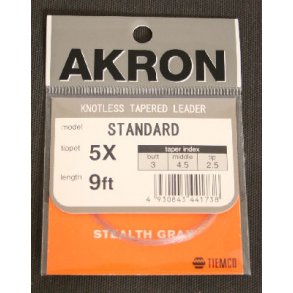 AKRON
KNOTLESS TAPERED LEADER
model STANDARD
tippet 5X
length 9ft
taper index
butt middle tip
3 4.5 2.5
4 930843 441738
STEALTH GRAY
TIEMCO